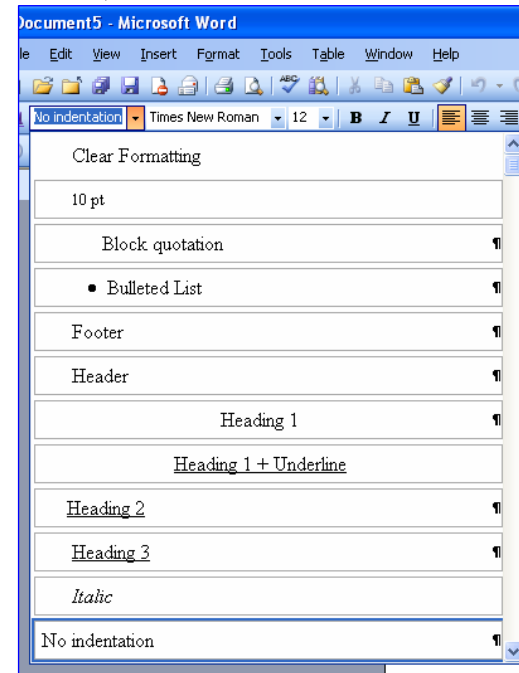 Document5 - Microsoft Word
Edit View Insert Format Tools Table Window Help
ABC
No indentation Times New Roman 12 B I U
Clear Formatting
10 pt
Block quotation ¶
• Bulleted List ¶
Footer ¶
Header ¶
Heading 1 ¶
Heading 1 + Underline
Heading 2 ¶
Heading 3 ¶
Italic
No indentation ¶